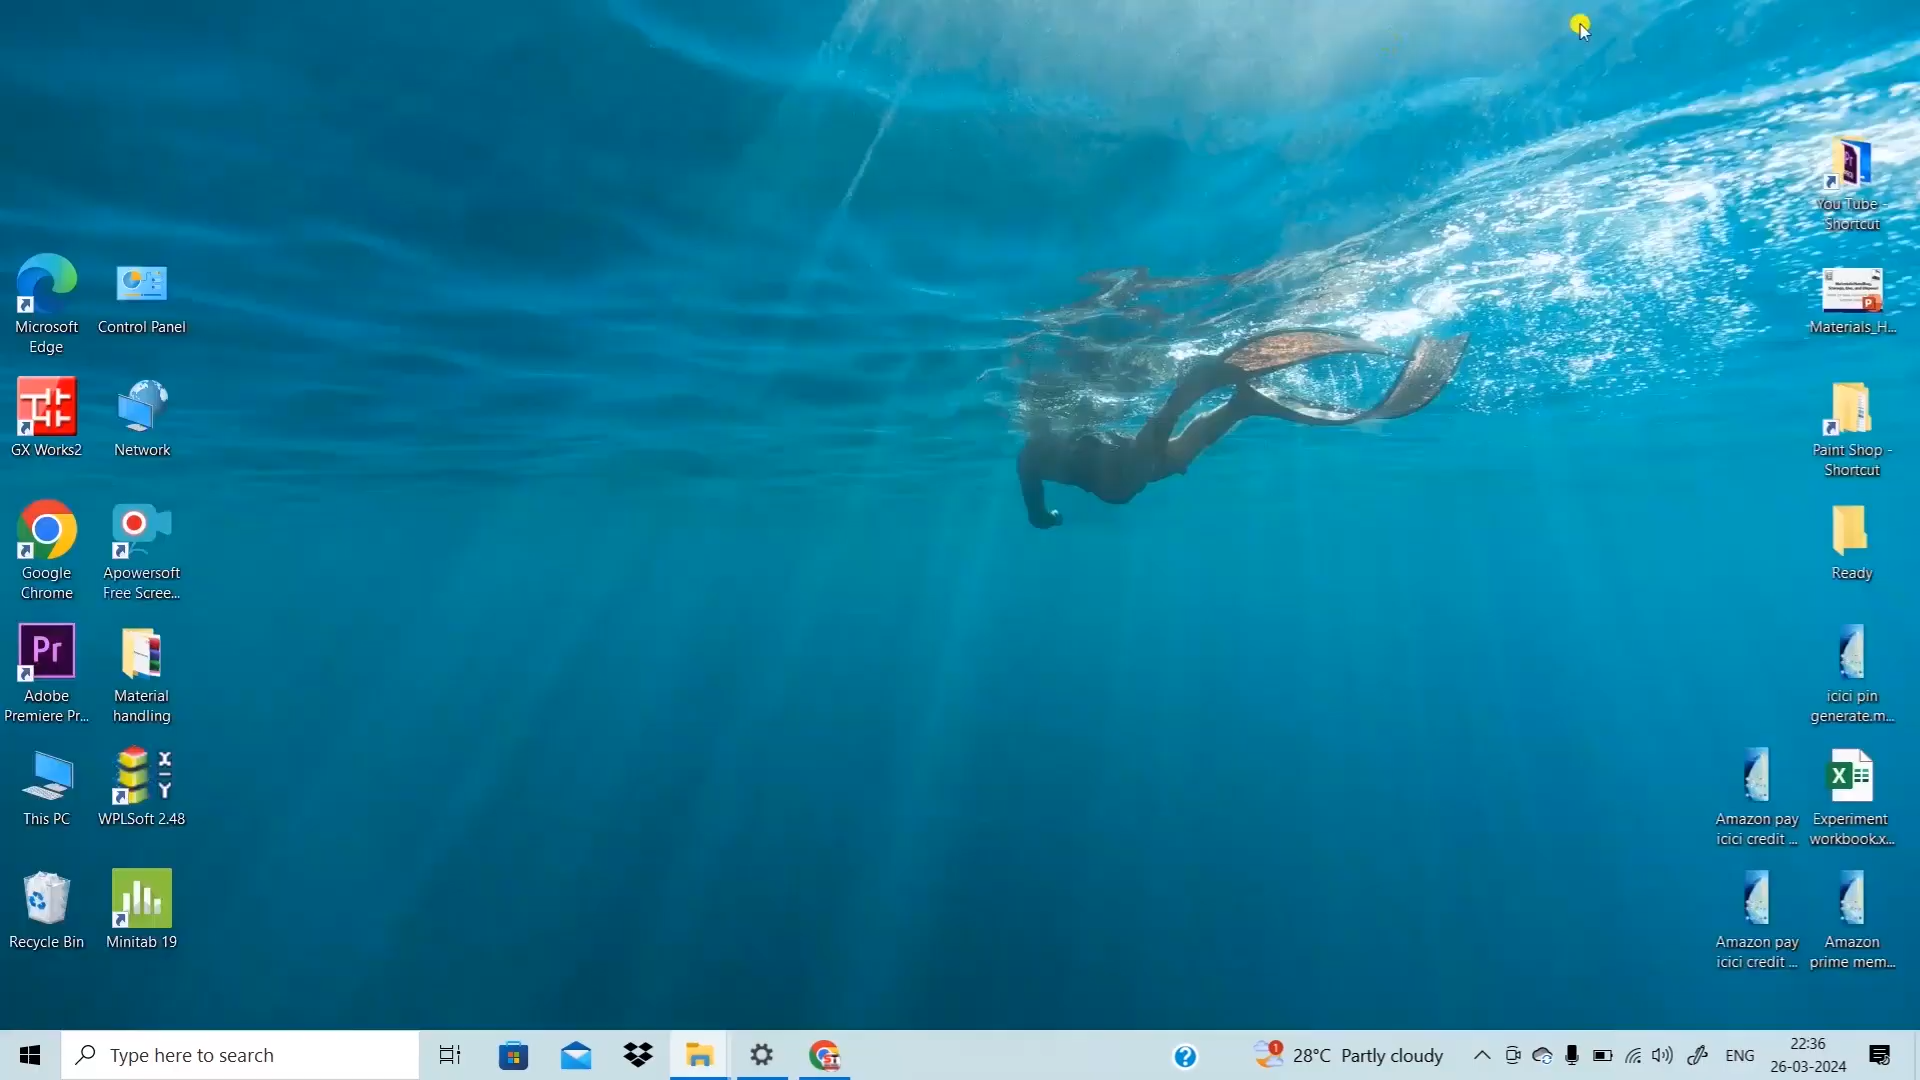 You Tube -
Shortcut
Microsoft
Edge
Control Panel
Materials_H...
GX Works2
Network
Paint Shop -
Shortcut
Google
Chrome
Apowersoft
Free Scree...
Ready
Pr
Adobe
Premiere Pr...
Material
handling
icici pin
generate.m...
X
Y
This PC
WPLSoft 2.48
Amazon pay
icici credit ...
X
Experiment
workbook.x...
Recycle Bin
Minitab 19
Amazon pay
icici credit ...
Amazon
prime mem...
Type here to search
1
28°C Partly cloudy
ENG
22:36
26-03-2024